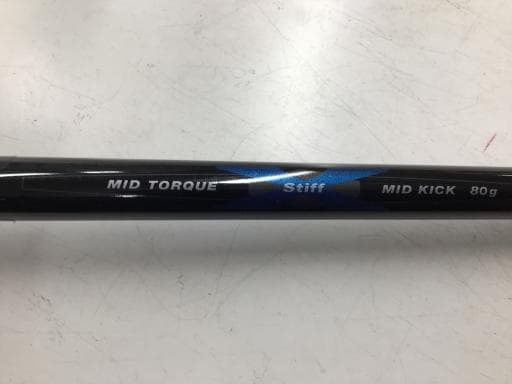 MID TORQUE Stiff MID KICK 80g